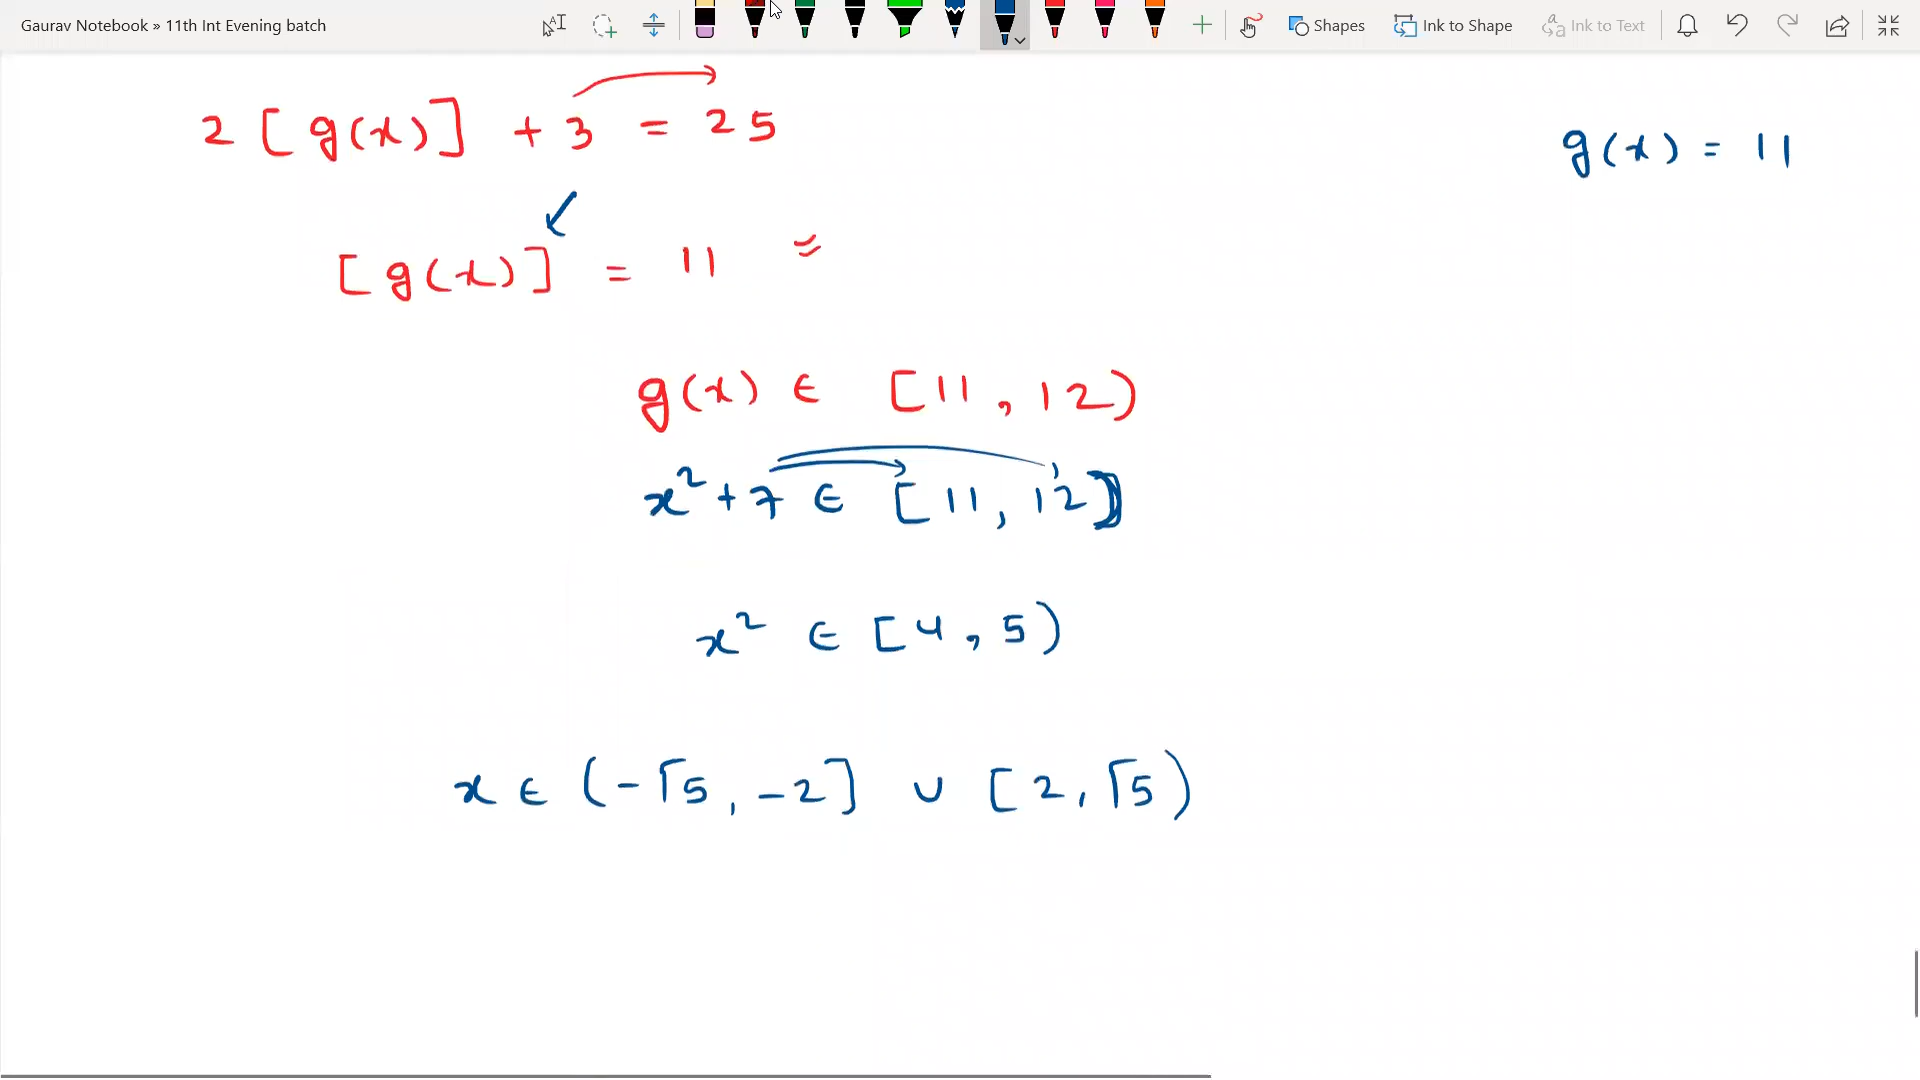 Gaurav Notebook » 11th Int Evening batch
Shapes
Ink to Shape
Ink to Text
2 [g(x)] + 3 = 25
g(x) = 11
[g(x)] = 11
g(x) ∈ [11, 12)
x² + 7 ∈ [11, 12)
x² ∈ [4, 5)
x ∈ (-√5, -2] ∪ [2, √5)